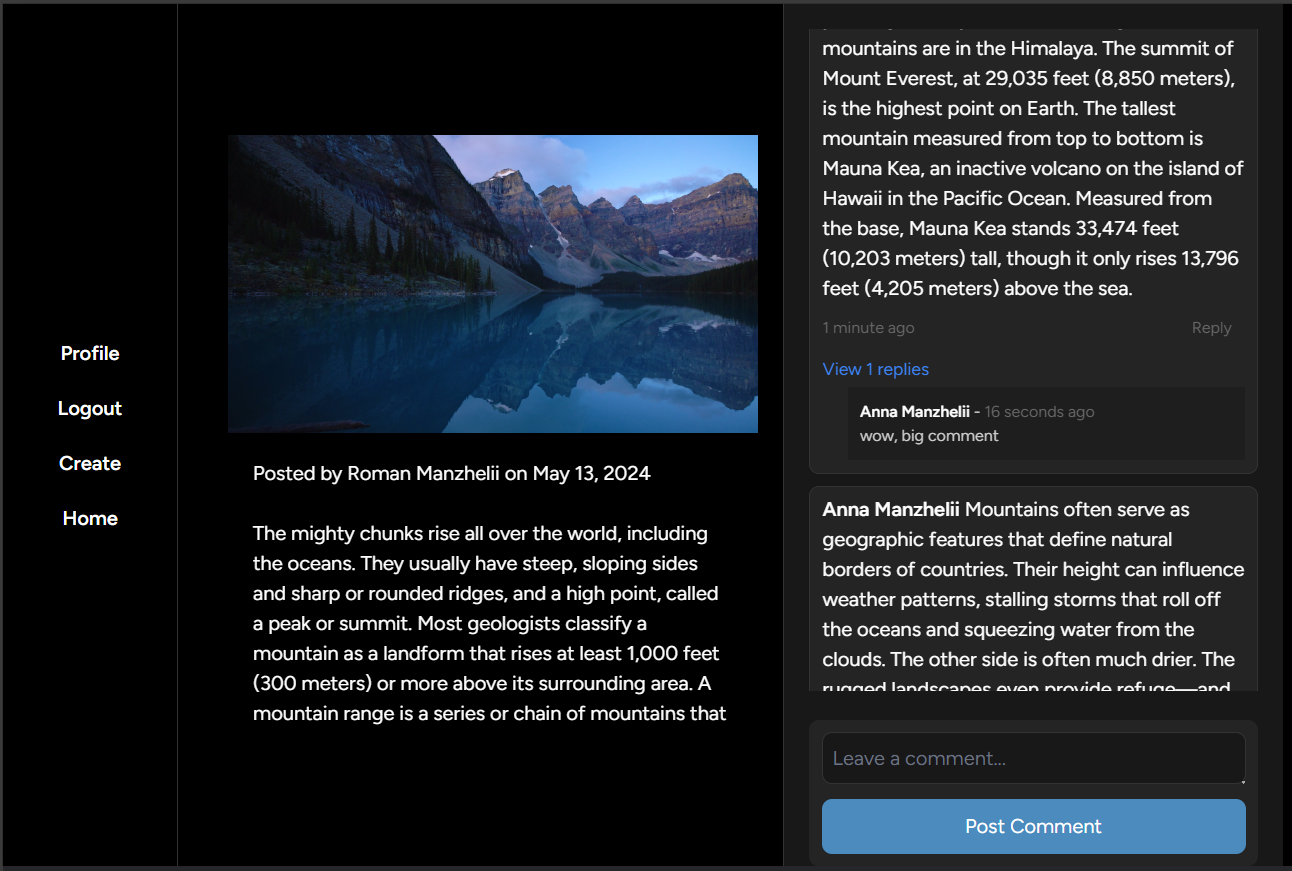 Profile
Logout
Create
Home
Posted by Roman Manzhelii on May 13, 2024
The mighty chunks rise all over the world, including
the oceans. They usually have steep, sloping sides
and sharp or rounded ridges, and a high point, called
a peak or summit. Most geologists classify a
mountain as a landform that rises at least 1,000 feet
(300 meters) or more above its surrounding area. A
mountain range is a series or chain of mountains that
mountains are in the Himalaya. The summit of
Mount Everest, at 29,035 feet (8,850 meters),
is the highest point on Earth. The tallest
mountain measured from top to bottom is
Mauna Kea, an inactive volcano on the island of
Hawaii in the Pacific Ocean. Measured from
the base, Mauna Kea stands 33,474 feet
(10,203 meters) tall, though it only rises 13,796
feet (4,205 meters) above the sea.
1 minute ago Reply
View 1 replies
Anna Manzhelii - 16 seconds ago
wow, big comment
Anna Manzhelii Mountains often serve as
geographic features that define natural
borders of countries. Their height can influence
weather patterns, stalling storms that roll off
the oceans and squeezing water from the
clouds. The other side is often much drier. The
rugged landscapes even provide refuge—and
Leave a comment...
Post Comment